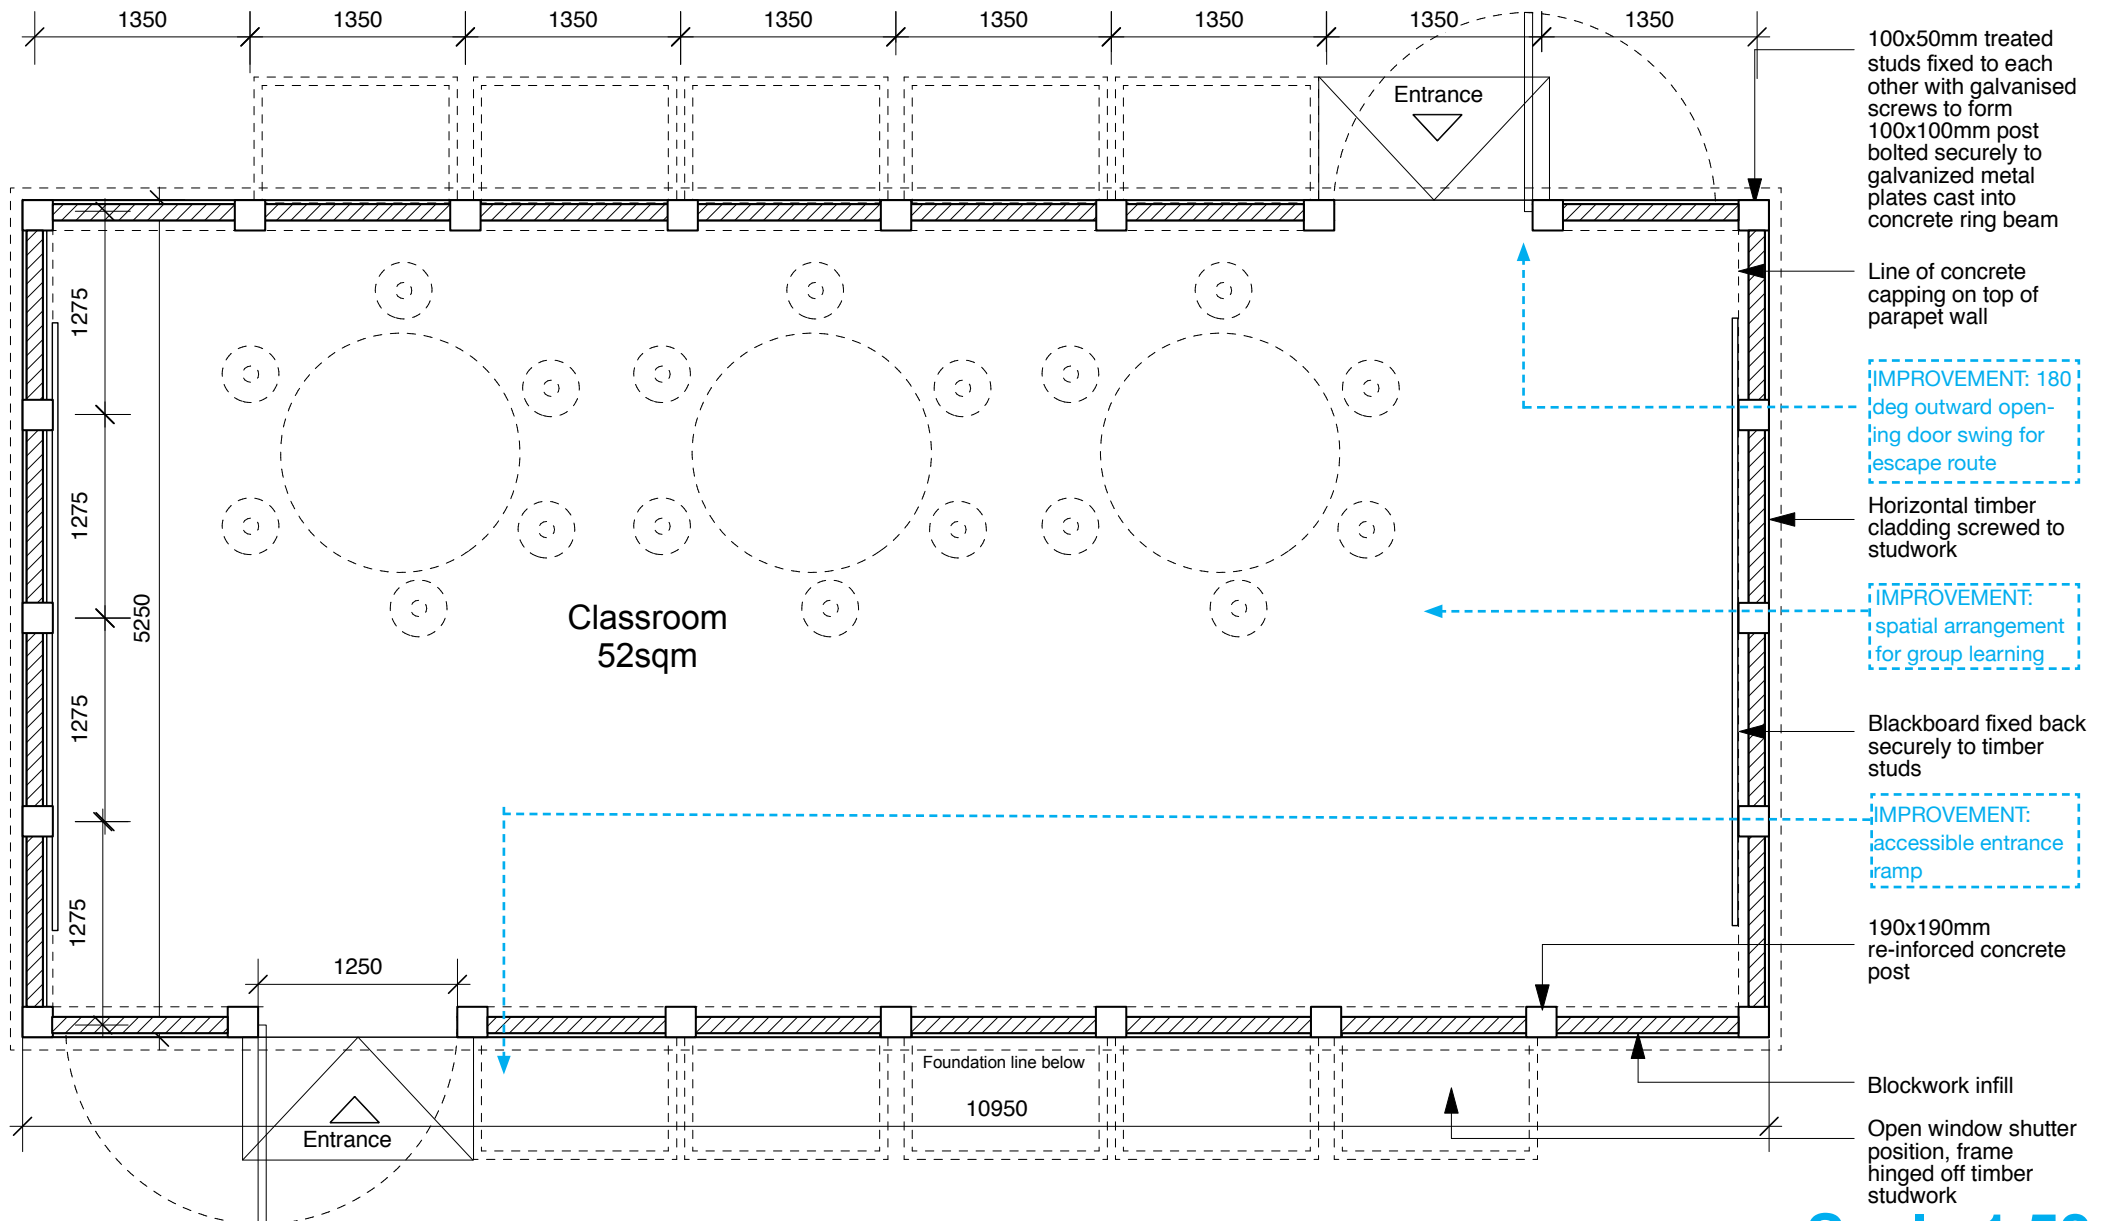 1350
1350
1350
1350
1350
1350
1350
1350
Entrance
100x50mm treated
studs fixed to each
other with galvanised
screws to form
100x100mm post
bolted securely to
galvanized metal
plates cast into
concrete ring beam
Line of concrete
capping on top of
parapet wall
IMPROVEMENT: 180
deg outward open-
ing door swing for
escape route
Horizontal timber
cladding screwed to
studwork
IMPROVEMENT:
spatial arrangement
for group learning
Blackboard fixed back
securely to timber
studs
IMPROVEMENT:
accessible entrance
ramp
190x190mm
re-inforced concrete
post
Blockwork infill
Open window shutter
position, frame
hinged off timber
studwork
1275
1275
5250
1275
1275
Classroom
52sqm
1250
Foundation line below
10950
Entrance